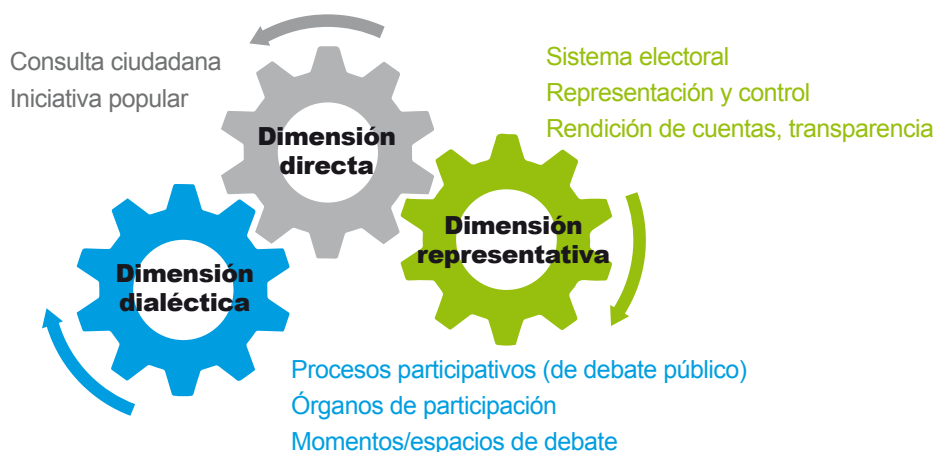 Consulta ciudadana
Iniciativa popular
Dimensión
directa
Sistema electoral
Representación y control
Rendición de cuentas, transparencia
Dimensión
representativa
Dimensión
dialéctica
Procesos participativos (de debate público)
Órganos de participación
Momentos/espacios de debate